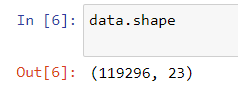 In [6]: data.shape
Out[6]: (119296, 23)